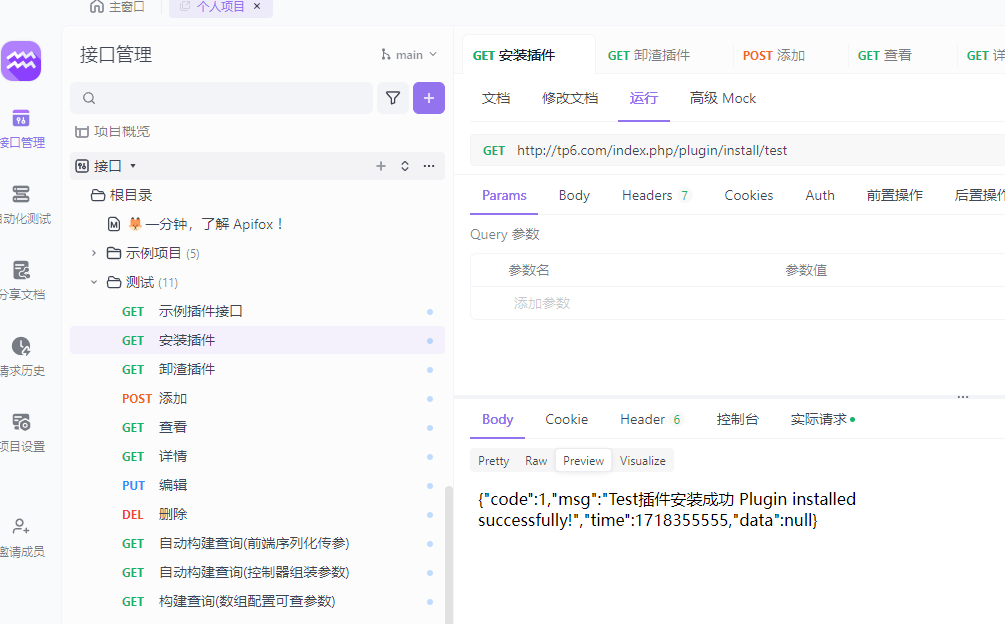 主窗口
个人项目 ×
接口管理
main
项目概览
接口
根目录
一分钟，了解 Apifox！
示例项目 (5)
测试 (11)
GET 示例插件接口
GET 安装插件
GET 卸渣插件
POST 添加
GET 查看
GET 详情
PUT 编辑
DEL 删除
GET 自动构建查询(前端序列化传参)
GET 自动构建查询(控制器组装参数)
GET 构建查询(数组配置可查参数)
接口管理
自动化测试
分享文档
请求历史
项目设置
邀请成员
GET 安装插件
GET 卸渣插件
POST 添加
GET 查看
GET 详
文档
修改文档
运行
高级 Mock
GET http://tp6.com/index.php/plugin/install/test
Params
Body
Headers 7
Cookies
Auth
前置操作
后置操作
Query 参数
参数名
参数值
添加参数
Body
Cookie
Header 6
控制台
实际请求
Pretty
Raw
Preview
Visualize
{"code":1,"msg":"Test插件安装成功 Plugin installed
successfully!","time":1718355555,"data":null}